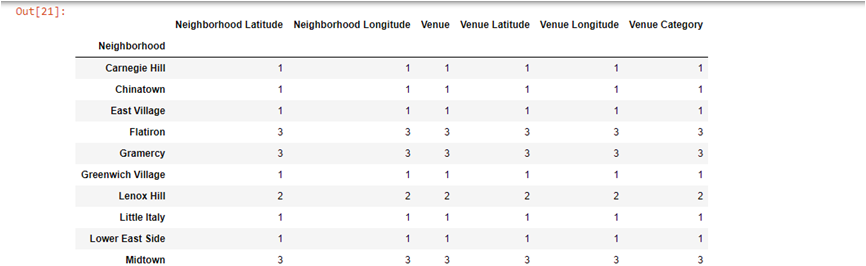 Out[21]:
Neighborhood Latitude Neighborhood Longitude Venue Venue Latitude Venue Longitude Venue Category
Neighborhood
Carnegie Hill 1 1 1 1 1 1
Chinatown 1 1 1 1 1 1
East Village 1 1 1 1 1 1
Flatiron 3 3 3 3 3 3
Gramercy 3 3 3 3 3 3
Greenwich Village 1 1 1 1 1 1
Lenox Hill 2 2 2 2 2 2
Little Italy 1 1 1 1 1 1
Lower East Side 1 1 1 1 1 1
Midtown 3 3 3 3 3 3